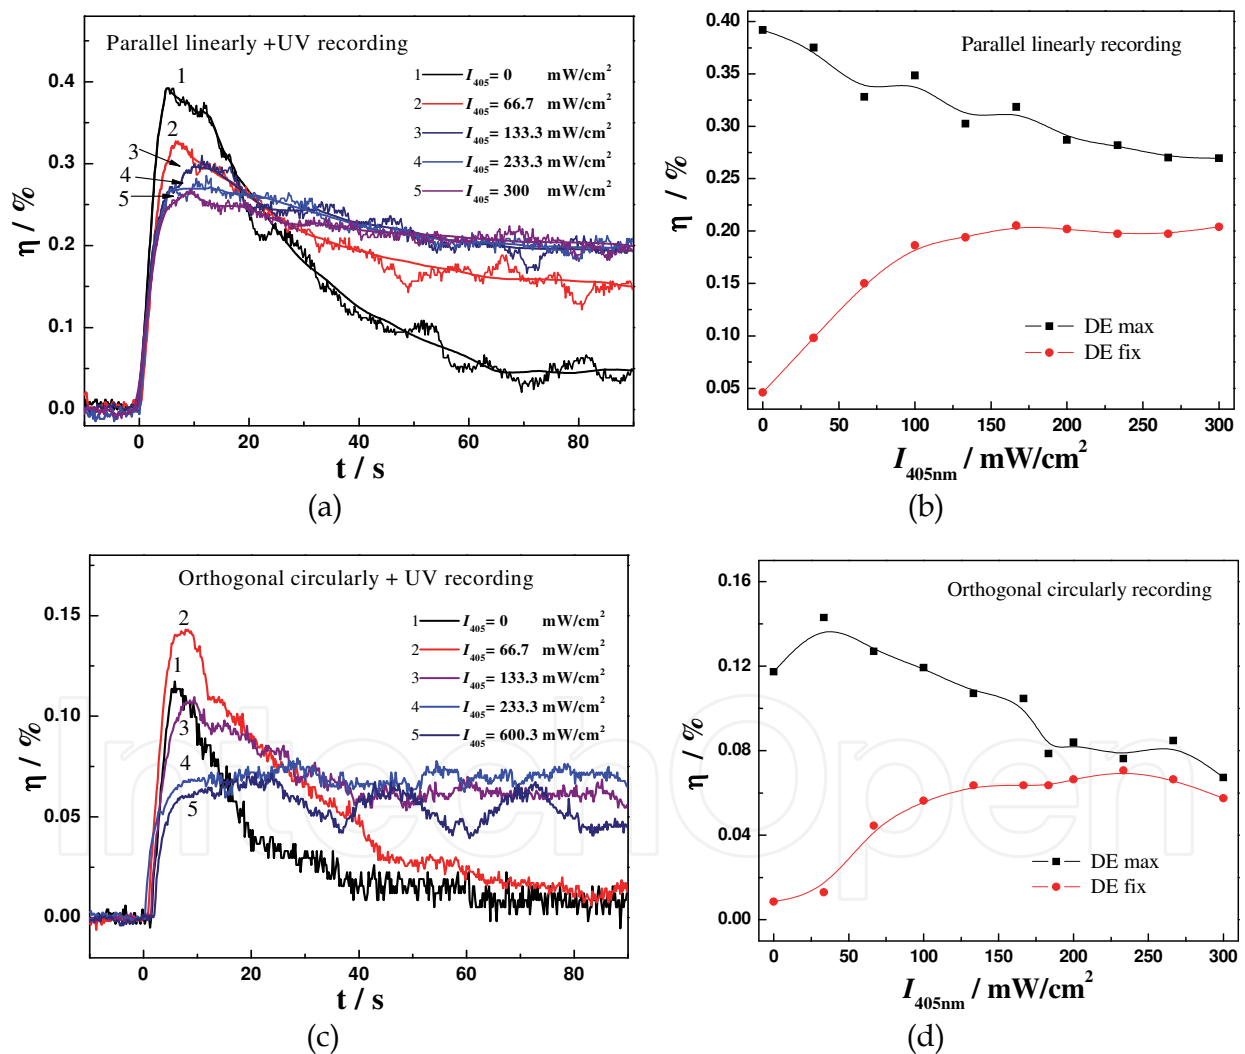 Parallel linearly +UV recording
1 I405= 0 mW/cm2
2 I405= 66.7 mW/cm2
3 I405= 133.3 mW/cm2
4 I405= 233.3 mW/cm2
5 I405= 300 mW/cm2
1
2
3
4
5
0.4
0.3
0.2
0.1
0.0
η / %
0 20 40 60 80
t / s
(a)
Parallel linearly recording
0.40
0.35
0.30
0.25
0.20
0.15
0.10
0.05
η / %
DE max
DE fix
0 50 100 150 200 250 300
I405nm / mW/cm2
(b)
Orthogonal circularly + UV recording
1 I405= 0 mW/cm2
2 I405= 66.7 mW/cm2
3 I405= 133.3 mW/cm2
4 I405= 233.3 mW/cm2
5 I405= 600.3 mW/cm2
2
1
3
4
5
0.15
0.10
0.05
0.00
η / %
0 20 40 60 80
t / s
(c)
Orthogonal circularly recording
0.16
0.12
0.08
0.04
0.00
η / %
DE max
DE fix
0 50 100 150 200 250 300
I405nm / mW/cm2
(d)
IntechOpen